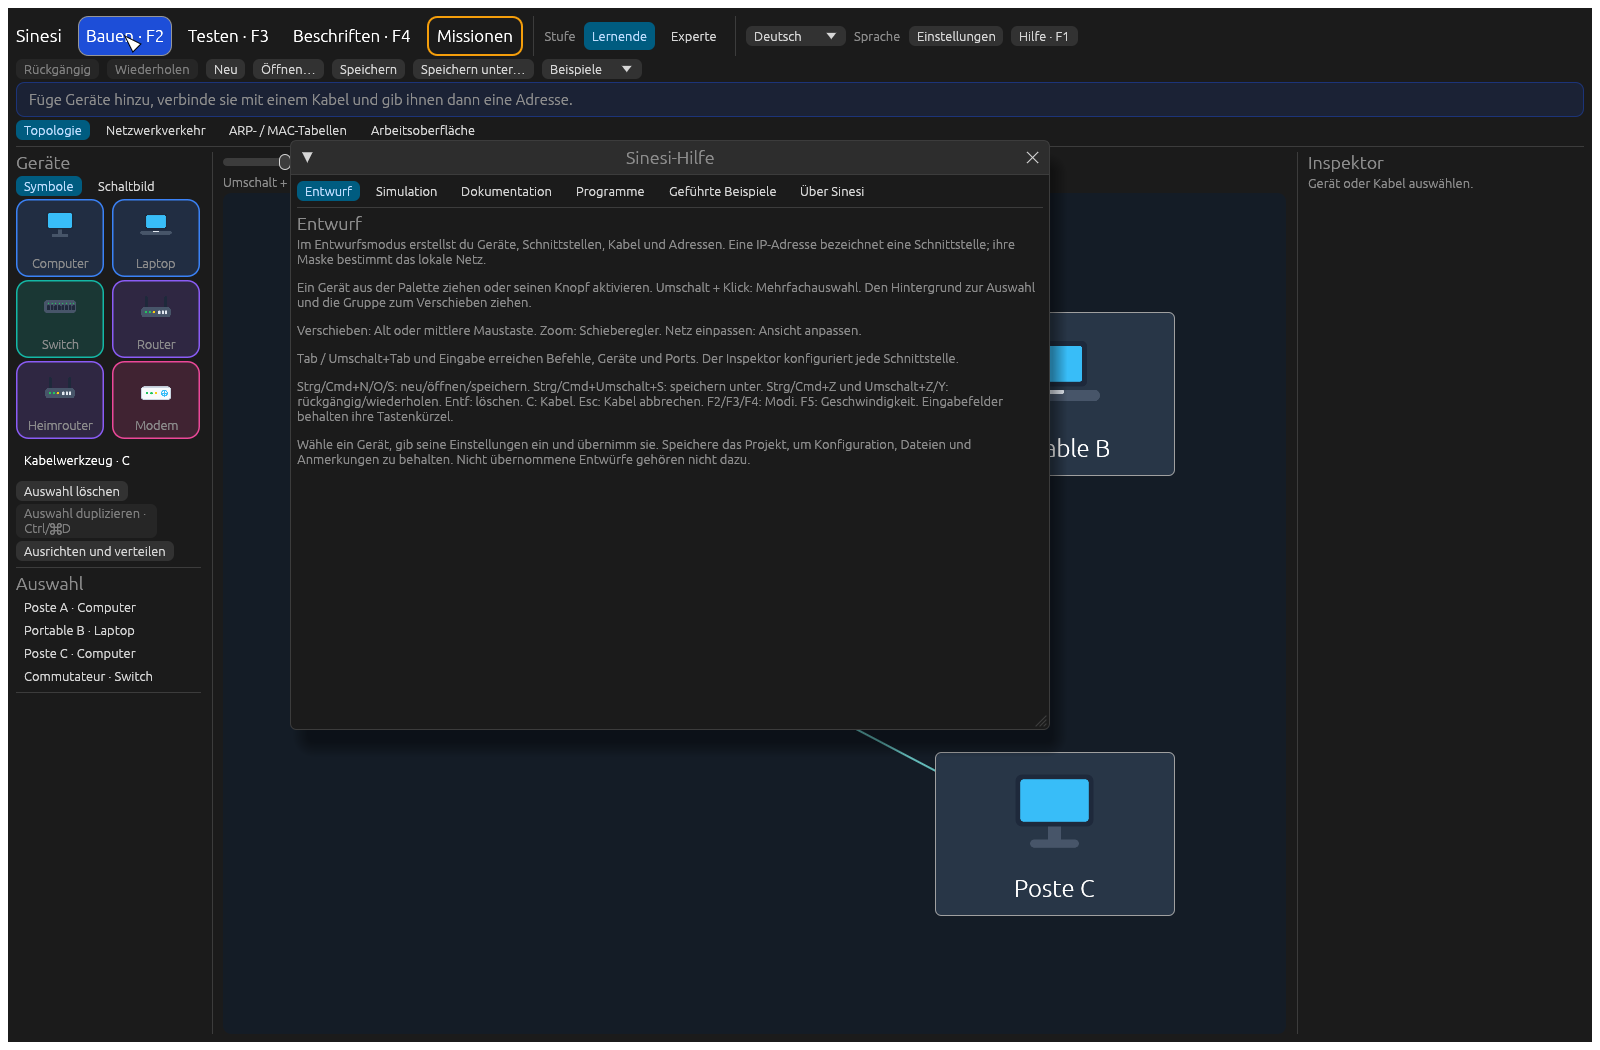 Sinesi
Bauen · F2
Testen · F3
Beschriften · F4
Missionen
Stufe
Lernende
Experte
Deutsch
Sprache
Einstellungen
Hilfe · F1
Rückgängig
Wiederholen
Neu
Öffnen…
Speichern
Speichern unter…
Beispiele
Füge Geräte hinzu, verbinde sie mit einem Kabel und gib ihnen dann eine Adresse.
Topologie
Netzwerkverkehr
ARP- / MAC-Tabellen
Arbeitsoberfläche
Geräte
Symbole
Schaltbild
Computer
Laptop
Switch
Router
Heimrouter
Modem
Kabelwerkzeug · C
Auswahl löschen
Auswahl duplizieren ·
Ctrl/⌘D
Ausrichten und verteilen
Auswahl
Poste A · Computer
Portable B · Laptop
Poste C · Computer
Commutateur · Switch
Umschalt +
Sinesi-Hilfe
Entwurf
Simulation
Dokumentation
Programme
Geführte Beispiele
Über Sinesi
Entwurf
Im Entwurfsmodus erstellst du Geräte, Schnittstellen, Kabel und Adressen. Eine IP-Adresse bezeichnet eine Schnittstelle; ihre
Maske bestimmt das lokale Netz.
Ein Gerät aus der Palette ziehen oder seinen Knopf aktivieren. Umschalt + Klick: Mehrfachauswahl. Den Hintergrund zur Auswahl
und die Gruppe zum Verschieben ziehen.
Verschieben: Alt oder mittlere Maustaste. Zoom: Schieberegler. Netz einpassen: Ansicht anpassen.
Tab / Umschalt+Tab und Eingabe erreichen Befehle, Geräte und Ports. Der Inspektor konfiguriert jede Schnittstelle.
Strg/Cmd+N/O/S: neu/öffnen/speichern. Strg/Cmd+Umschalt+S: speichern unter. Strg/Cmd+Z und Umschalt+Z/Y:
rückgängig/wiederholen. Entf: löschen. C: Kabel. Esc: Kabel abbrechen. F2/F3/F4: Modi. F5: Geschwindigkeit. Eingabefelder
behalten ihre Tastenkürzel.
Wähle ein Gerät, gib seine Einstellungen ein und übernimm sie. Speichere das Projekt, um Konfiguration, Dateien und
Anmerkungen zu behalten. Nicht übernommene Entwürfe gehören nicht dazu.
able B
Poste C
Inspektor
Gerät oder Kabel auswählen.